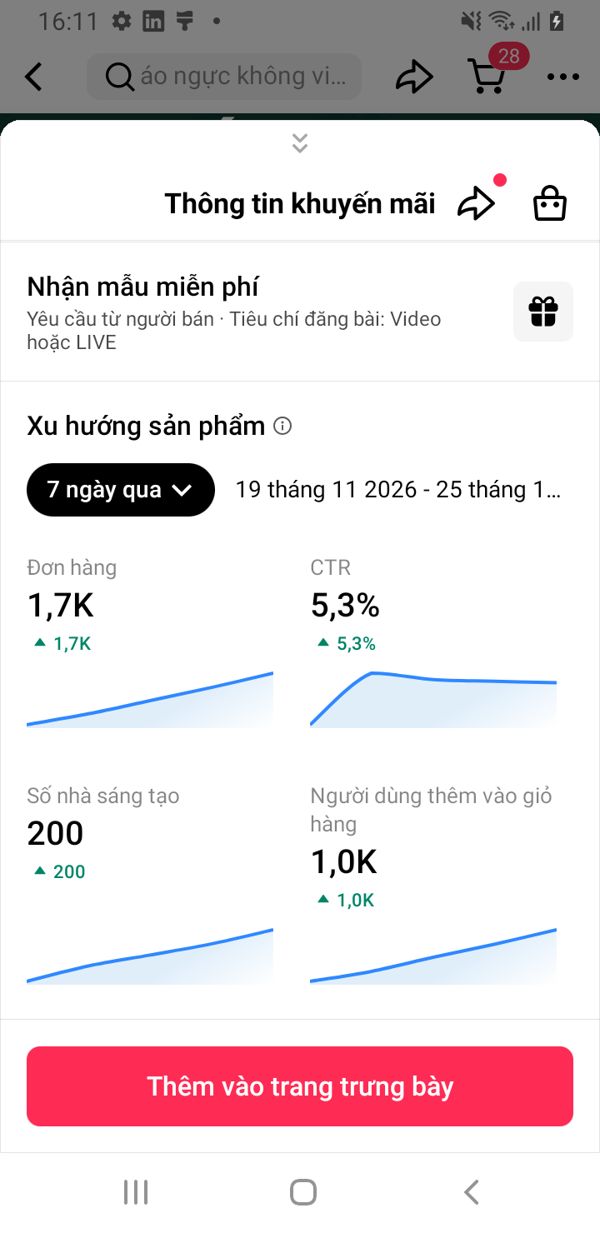 16:11
28
áo ngực không vi...
Thông tin khuyến mãi
Nhận mẫu miễn phí
Yêu cầu từ người bán · Tiêu chí đăng bài: Video
hoặc LIVE
Xu hướng sản phẩm
7 ngày qua
19 tháng 11 2026 - 25 tháng 1...
Đơn hàng
1,7K
1,7K
CTR
5,3%
5,3%
Số nhà sáng tạo
200
200
Người dùng thêm vào giỏ
hàng
1,0K
1,0K
Thêm vào trang trưng bày